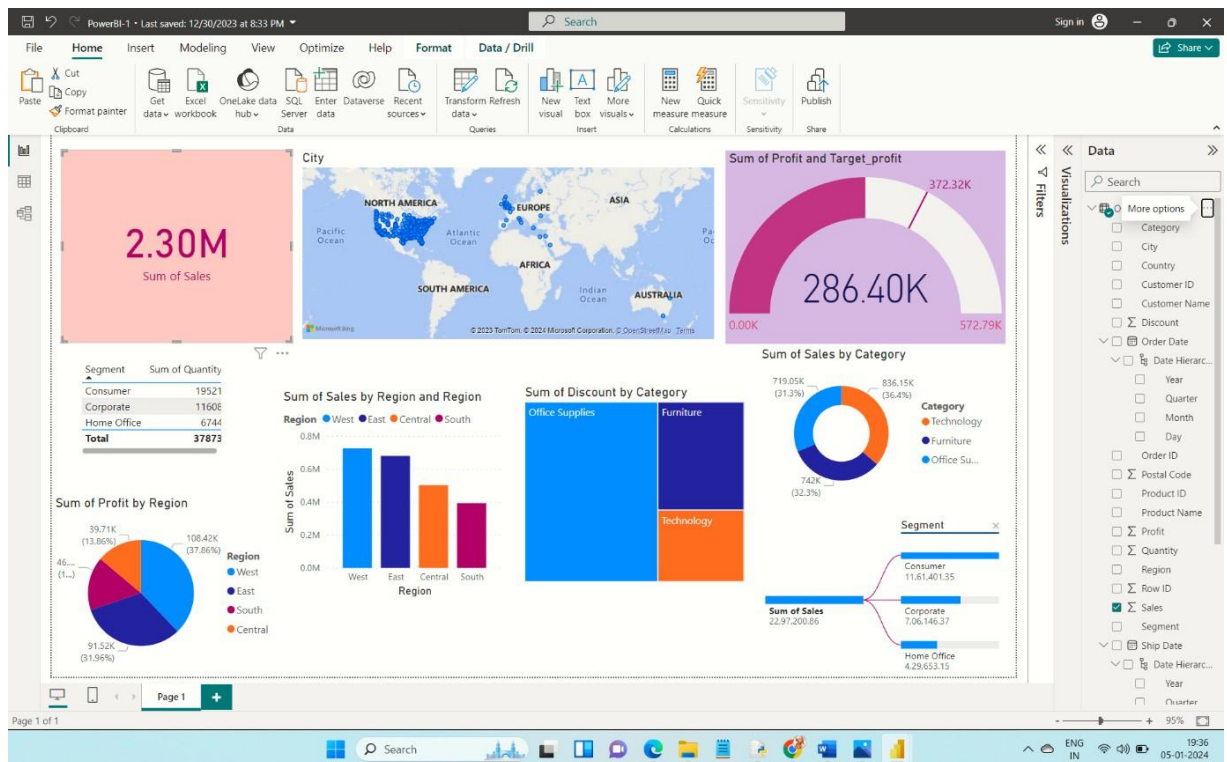 PowerBI-1 • Last saved: 12/30/2023 at 8:33 PM
Search
Sign in
File Home Insert Modeling View Optimize Help Format Data / Drill
Share
Paste
Cut
Copy
Format painter
Clipboard
Get data
Excel workbook
OneLake data hub
SQL Server
Enter data
Dataverse
Recent sources
Data
Transform data
Refresh
Queries
New visual
Text box
More visuals
Insert
New measure
Quick measure
Calculations
Sensitivity
Sensitivity
Publish
Share
2.30M
Sum of Sales
City
NORTH AMERICA
EUROPE
ASIA
Pacific Ocean
Atlantic Ocean
AFRICA
SOUTH AMERICA
Indian Ocean
AUSTRALIA
Pa
Oc
Microsoft Bing
© 2023 TomTom, © 2024 Microsoft Corporation, © OpenStreetMap Terms
Sum of Profit and Target_profit
372.32K
286.40K
0.00K
572.79K
Segment Sum of Quantity
Consumer 19521
Corporate 11608
Home Office 6744
Total 37873
Sum of Sales by Region and Region
Region West East Central South
Sum of Sales
0.8M
0.6M
0.4M
0.2M
0.0M
West East Central South
Region
Sum of Discount by Category
Office Supplies
Furniture
Technology
Sum of Sales by Category
719.05K
(31.3%)
836.15K
(36.4%)
742K
(32.3%)
Category
Technology
Furniture
Office Su...
Sum of Profit by Region
39.71K
(13.86%)
108.42K
(37.86%)
46...
(1...)
91.52K
(31.96%)
Region
West
East
South
Central
Segment
Sum of Sales
22,97,200.86
Consumer
11,61,401.35
Corporate
7,06,146.37
Home Office
4,29,653.15
Filters
Visualizations
Data
Search
O
More options
Category
City
Country
Customer ID
Customer Name
Discount
Order Date
Date Hierarc...
Year
Quarter
Month
Day
Order ID
Postal Code
Product ID
Product Name
Profit
Quantity
Region
Row ID
Sales
Segment
Ship Date
Date Hierarc...
Year
Quarter
Page 1
Page 1 of 1
95%
Search
ENG
IN
19:36
05-01-2024